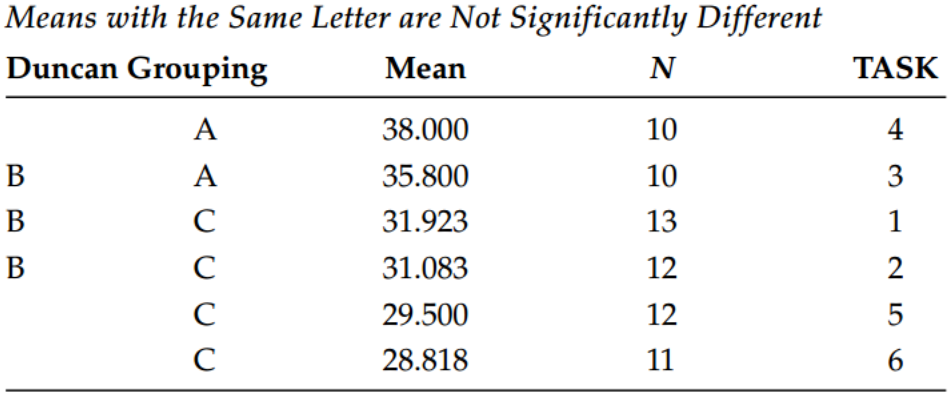 Means with the Same Letter are Not Significantly Different
Duncan Grouping Mean N TASK
A 38.000 10 4
B A 35.800 10 3
B C 31.923 13 1
B C 31.083 12 2
C 29.500 12 5
C 28.818 11 6